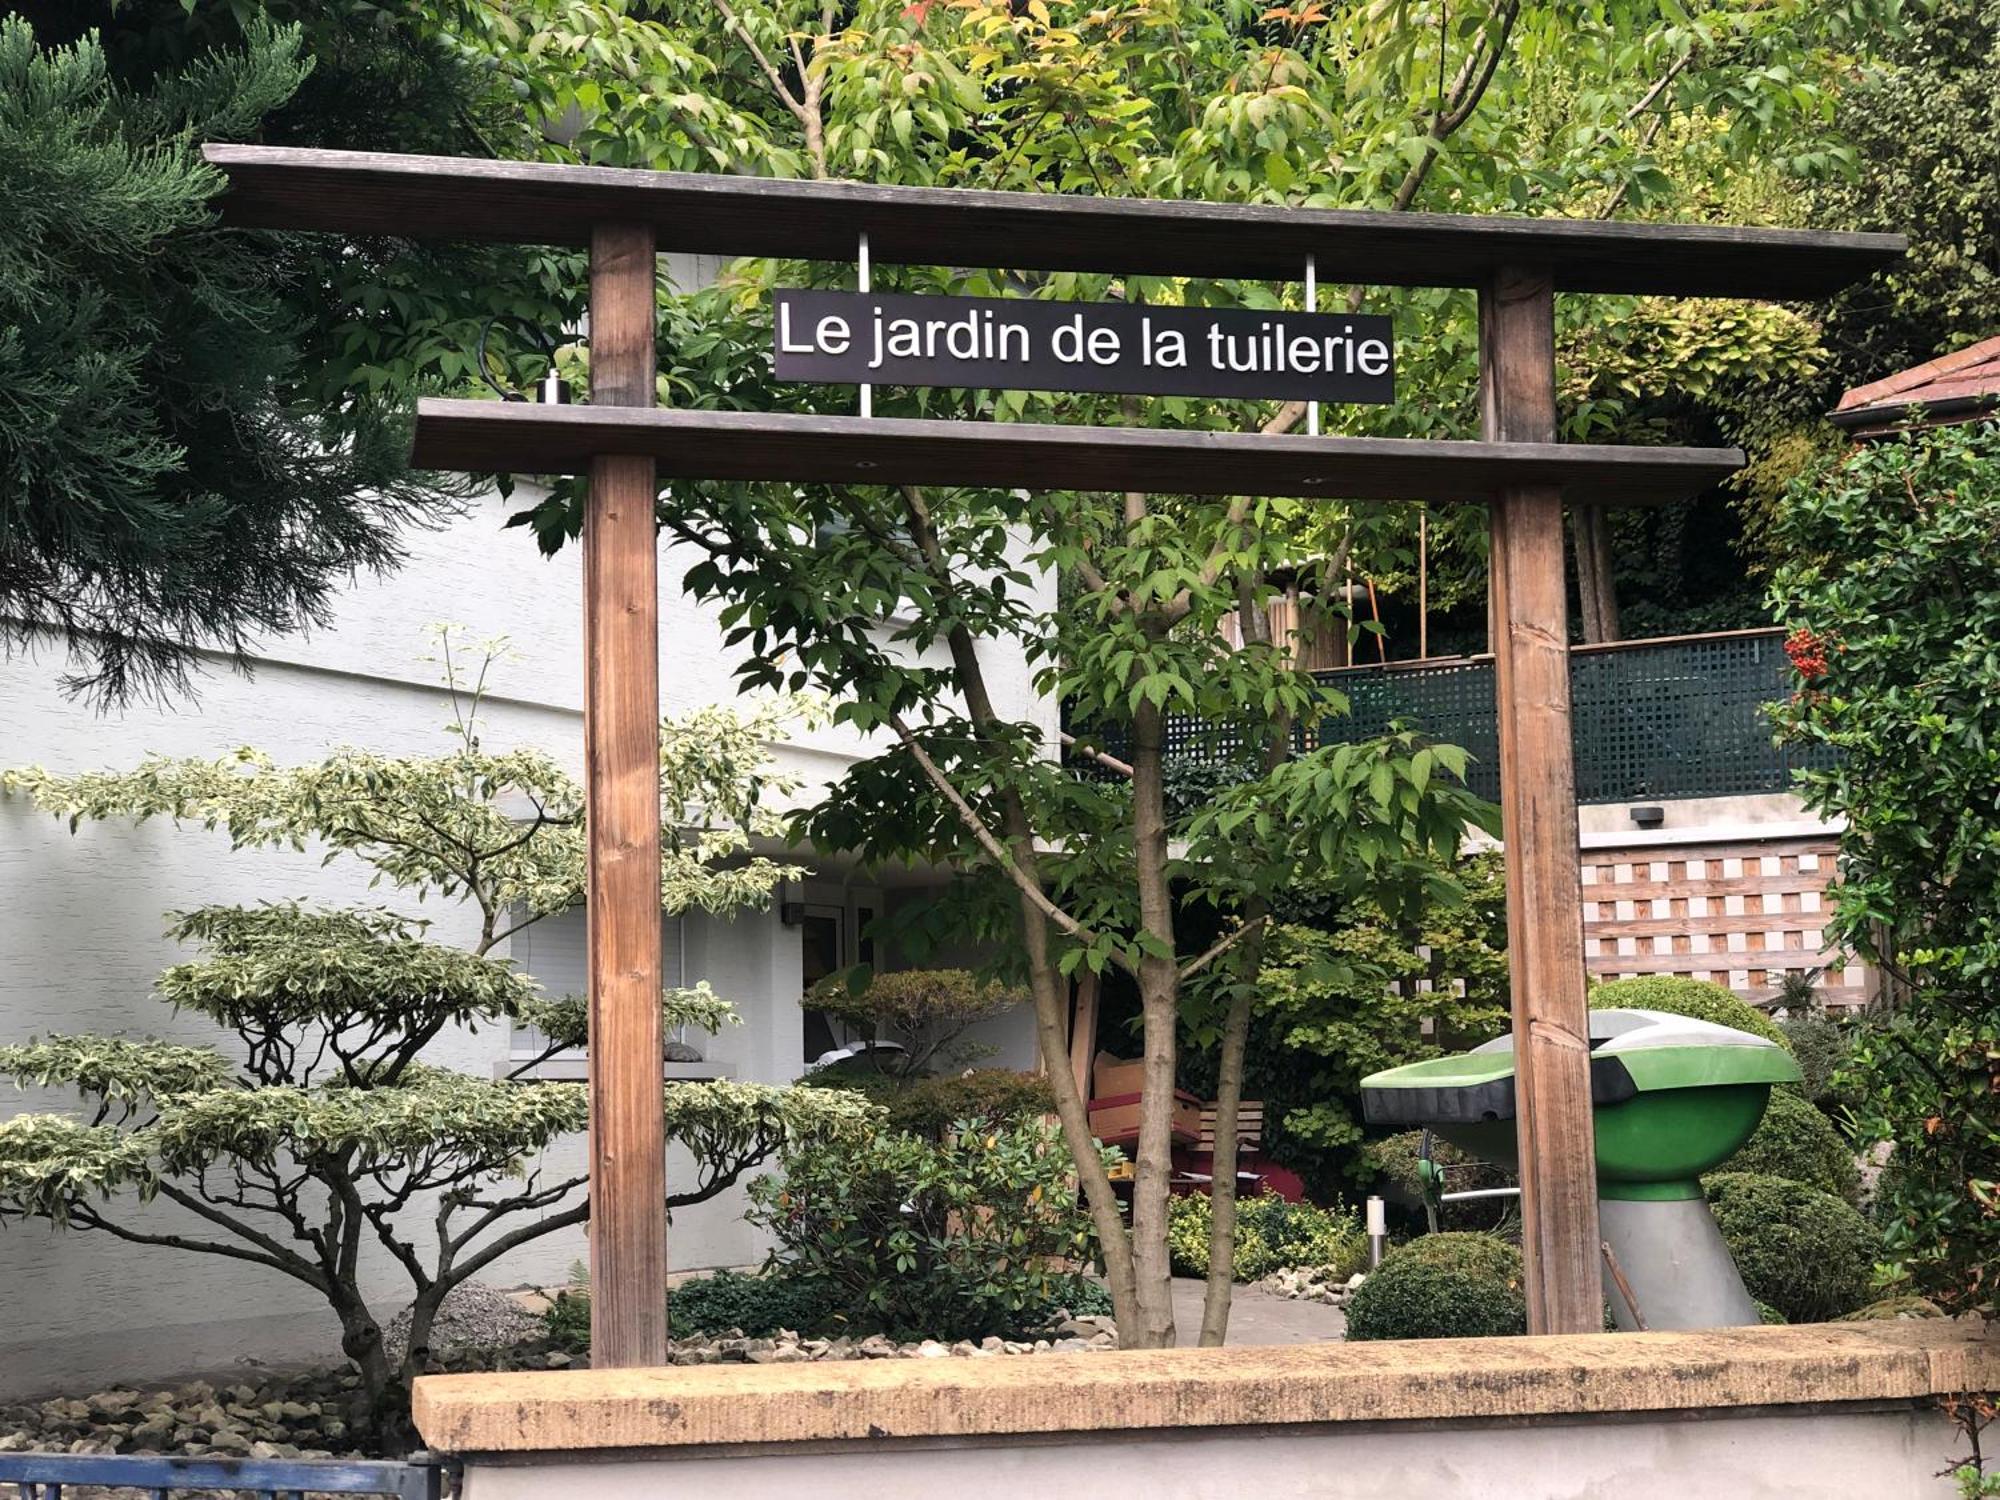 Le jardin de la tuilerie